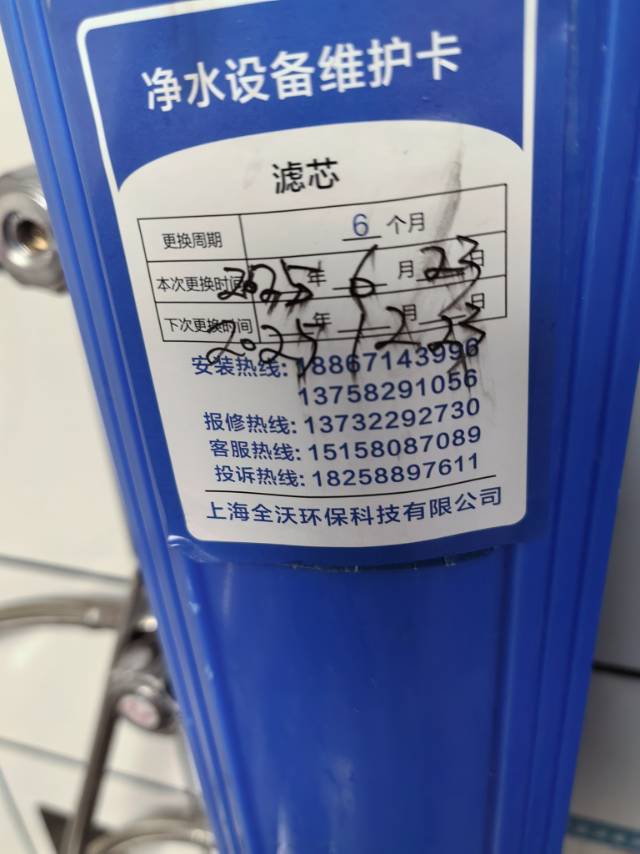 净水设备维护卡
滤芯
更换周期 6 个月
本次更换时间 2025 年 6 月 23 日
下次更换时间 2025 年 12 月 23 日
安装热线: 18867143996
13758291056
报修热线: 13732292730
客服热线: 15158087089
投诉热线: 18258897611
上海全沃环保科技有限公司